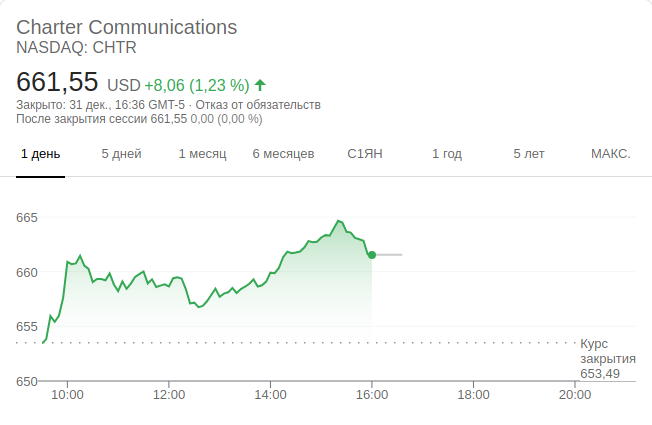 Charter Communications
NASDAQ: CHTR
661,55 USD +8,06 (1,23 %)
Закрыто: 31 дек., 16:36 GMT-5 · Отказ от обязательств
После закрытия сессии 661,55 0,00 (0,00 %)
1 день 5 дней 1 месяц 6 месяцев С1ЯН 1 год 5 лет МАКС.
665
660
655
Курс
закрытия
653,49
650
10:00 12:00 14:00 16:00 18:00 20:00